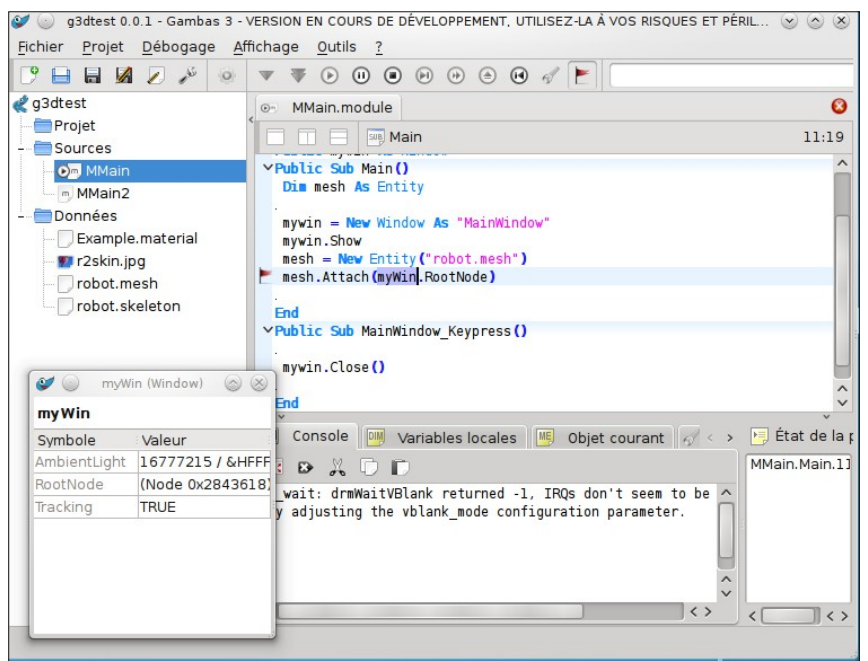 g3dtest 0.0.1 - Gambas 3 - VERSION EN COURS DE DÉVELOPPEMENT, UTILISEZ-LA À VOS RISQUES ET PÉRIL...
Fichier Projet Débogage Affichage Outils ?
g3dtest
Projet
Sources
MMain
MMain2
Données
Example.material
r2skin.jpg
robot.mesh
robot.skeleton
MMain.module
SUB Main 11:19
Public Sub Main()
Dim mesh As Entity
mywin = New Window As "MainWindow"
mywin.Show
mesh = New Entity("robot.mesh")
mesh.Attach(myWin.RootNode)
End
Public Sub MainWindow_Keypress()
mywin.Close()
End
myWin (Window)
myWin
Symbole Valeur
AmbientLight 16777215 / &HFFF
RootNode (Node 0x2843618)
Tracking TRUE
Console DIM Variables locales ME Objet courant
_wait: drmWaitVBlank returned -1, IRQs don't seem to be
y adjusting the vblank_mode configuration parameter.
État de la p
MMain.Main.11